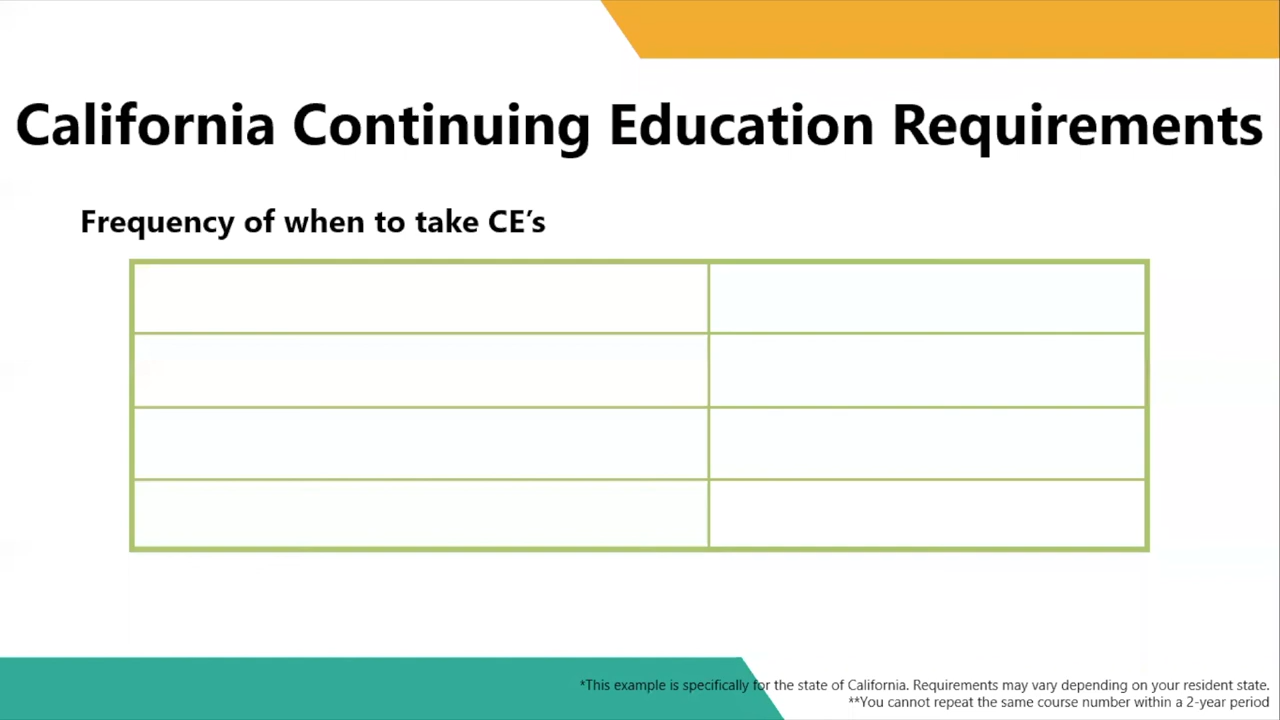 California Continuing Education Requirements
Frequency of when to take CE’s
*This example is specifically for the state of California. Requirements may vary depending on your resident state.
**You cannot repeat the same course number within a 2-year period